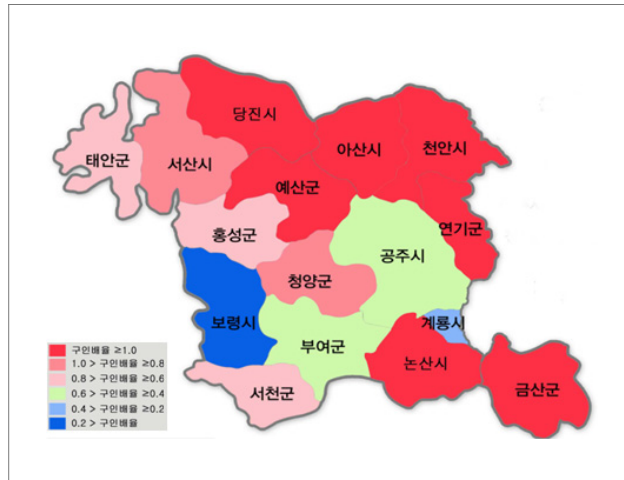 당진시
아산시
천안시
태안군
서산시
예산군
연기군
홍성군
공주시
청양군
보령시
계룡시
부여군
논산시
서천군
금산군
구인배율 ≥1.0
1.0 > 구인배율 ≥0.8
0.8 > 구인배율 ≥0.6
0.6 > 구인배율 ≥0.4
0.4 > 구인배율 ≥0.2
0.2 > 구인배율